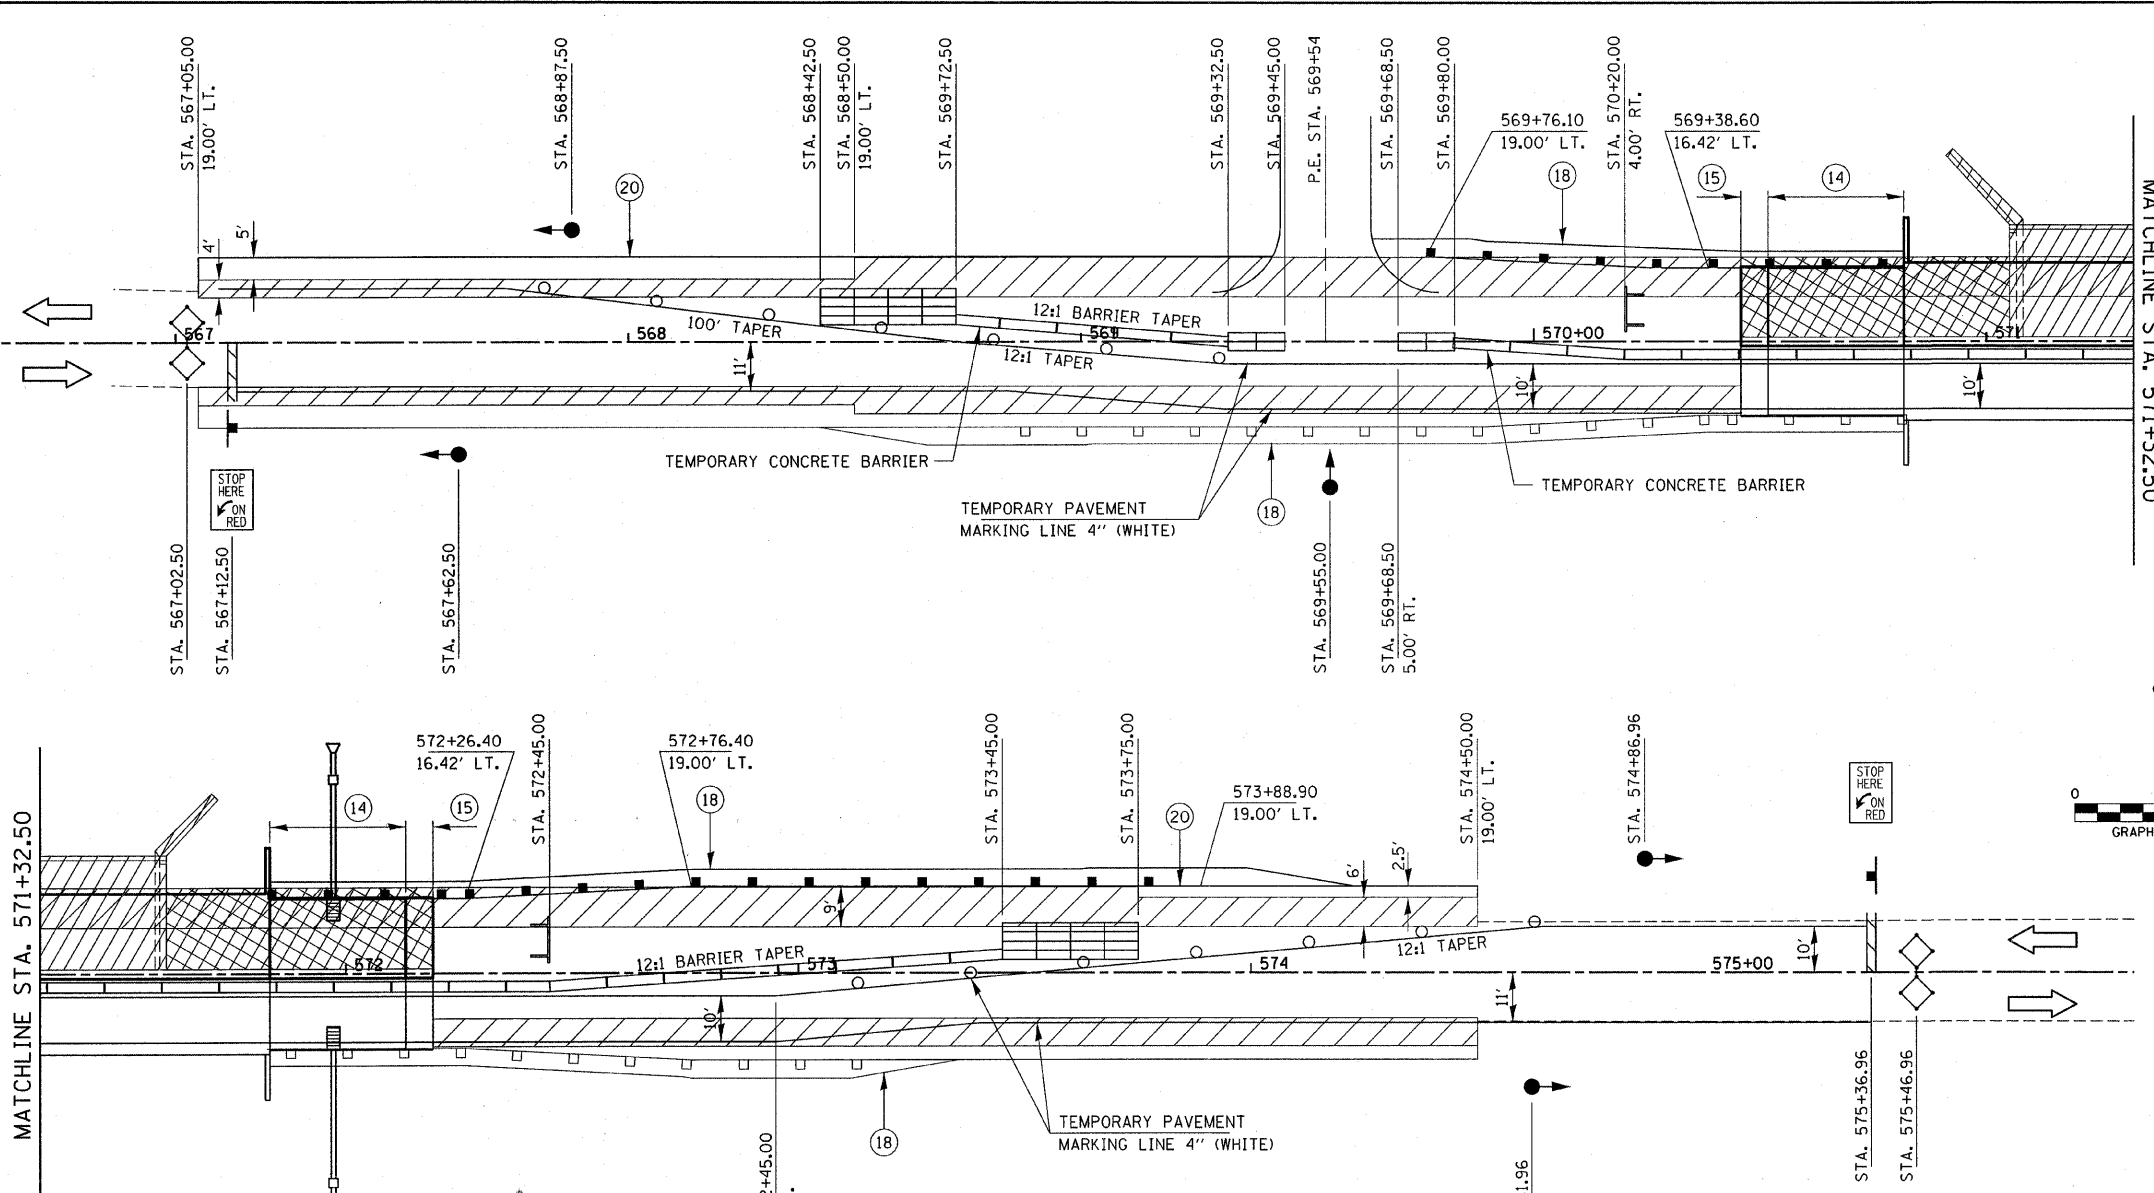 STA. 567+05.00
19.00' LT.
STA. 568+87.50
STA. 568+42.50
STA. 568+50.00
19.00' LT.
STA. 569+72.50
STA. 569+32.50
STA. 569+45.00
P.E. STA. 569+54
STA. 569+68.50
STA. 569+80.00
STA. 570+20.00
4.00' RT.
569+76.10
19.00' LT.
569+38.60
16.42' LT.
20
18
15
14
4'
5'
567
568
100' TAPER
12:1 BARRIER TAPER
569
12:1 TAPER
570+00
571
11'
10'
10'
TEMPORARY CONCRETE BARRIER
TEMPORARY PAVEMENT
MARKING LINE 4'' (WHITE)
18
TEMPORARY CONCRETE BARRIER
STOP
HERE
ON
RED
STA. 567+02.50
STA. 567+12.50
STA. 567+62.50
STA. 569+55.00
STA. 569+68.50
5.00' RT.
MATCHLINE STA. 571+32.50
MATCHLINE STA. 571+32.50
572+26.40
16.42' LT.
STA. 572+45.00
572+76.40
19.00' LT.
STA. 573+45.00
STA. 573+75.00
573+88.90
19.00' LT.
STA. 574+50.00
19.00' LT.
STA. 574+86.96
STOP
HERE
ON
RED
0
GRAPH
14
15
18
20
9'
6'
2.5'
572
12:1 BARRIER TAPER
573
574
12:1 TAPER
575+00
10'
10'
11'
18
TEMPORARY PAVEMENT
MARKING LINE 4'' (WHITE)
+45.00
1.96
STA. 575+36.96
STA. 575+46.96